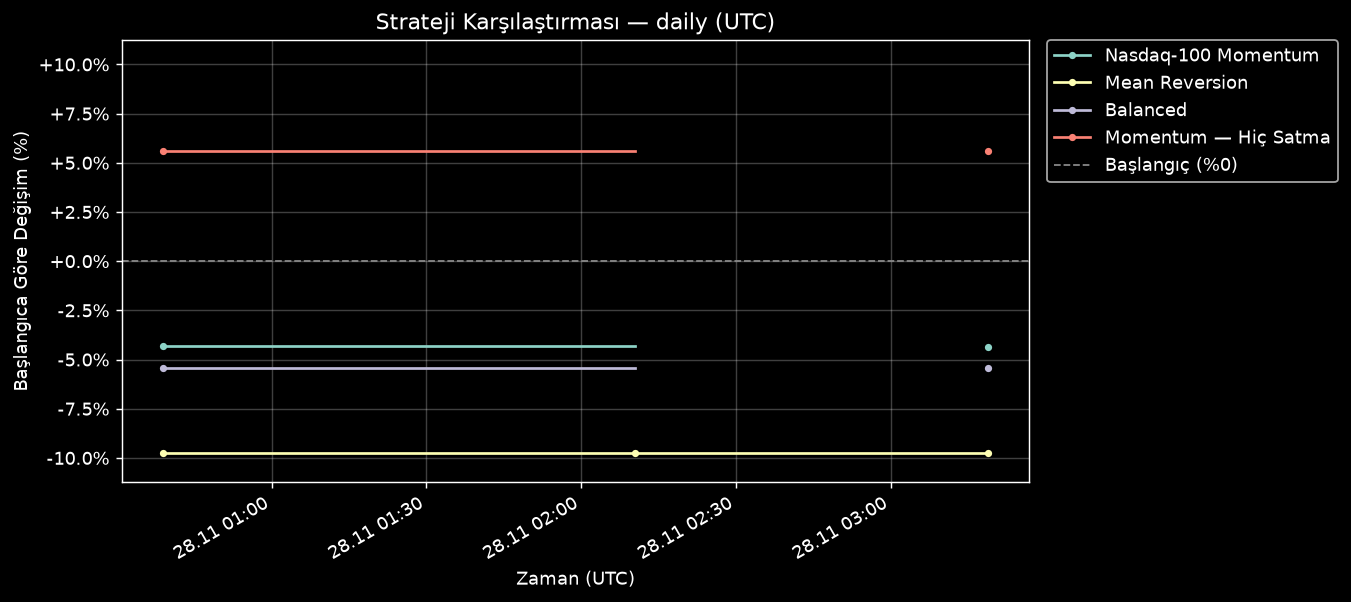 Strateji Karşılaştırması — daily (UTC)
Nasdaq-100 Momentum
Mean Reversion
Balanced
Momentum — Hiç Satma
Başlangıç (%0)
Başlangıca Göre Değişim (%)
+10.0%
+7.5%
+5.0%
+2.5%
+0.0%
-2.5%
-5.0%
-7.5%
-10.0%
28.11 01:00
28.11 01:30
28.11 02:00
28.11 02:30
28.11 03:00
Zaman (UTC)